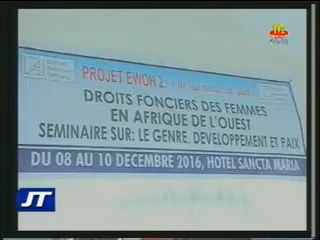 PROJET EWOH 2:
DROITS FONCIERS DES FEMMES
EN AFRIQUE DE L'OUEST
SEMINAIRE SUR: LE GENRE, DEVELOPPEMENT ET PAIX
DU 08 AU 10 DECEMBRE 2016, HOTEL SANCTA MARIA
JT